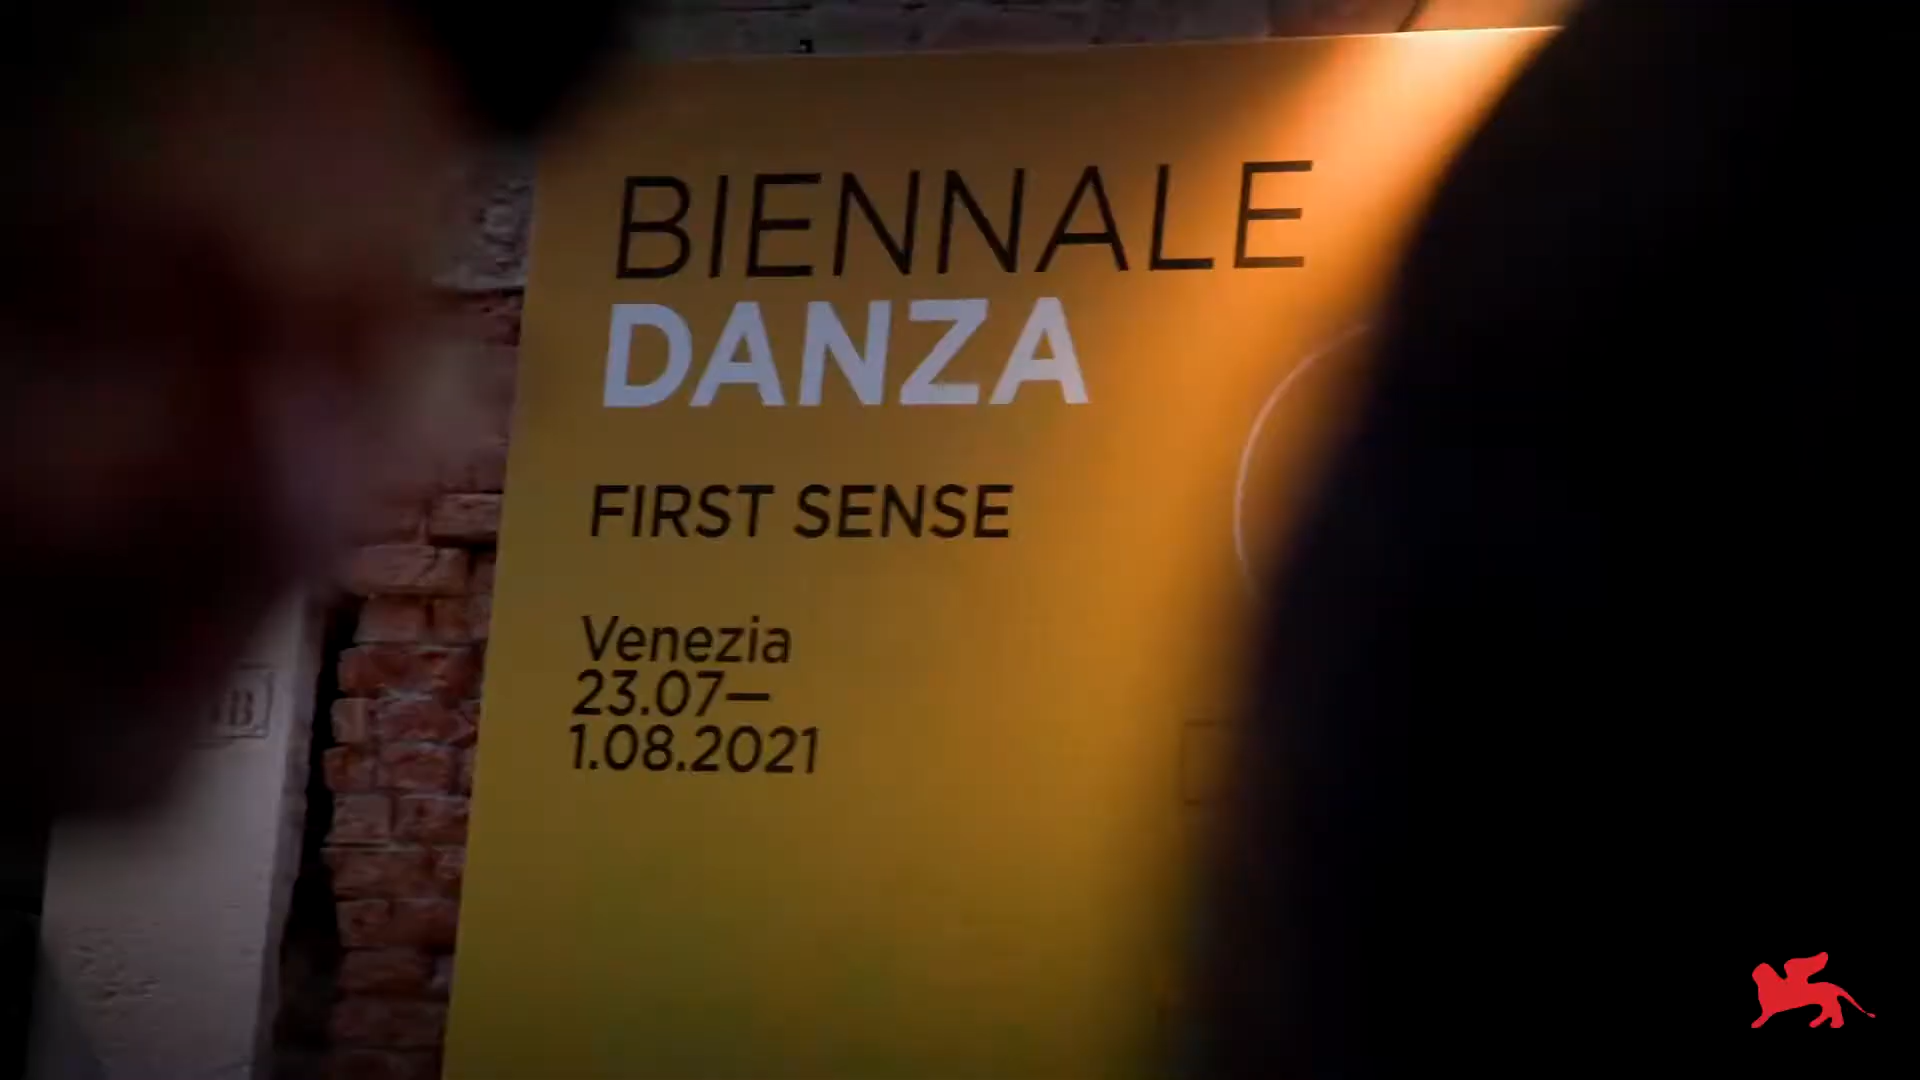 BIENNALE
DANZA
FIRST SENSE
Venezia
23.07—
1.08.2021